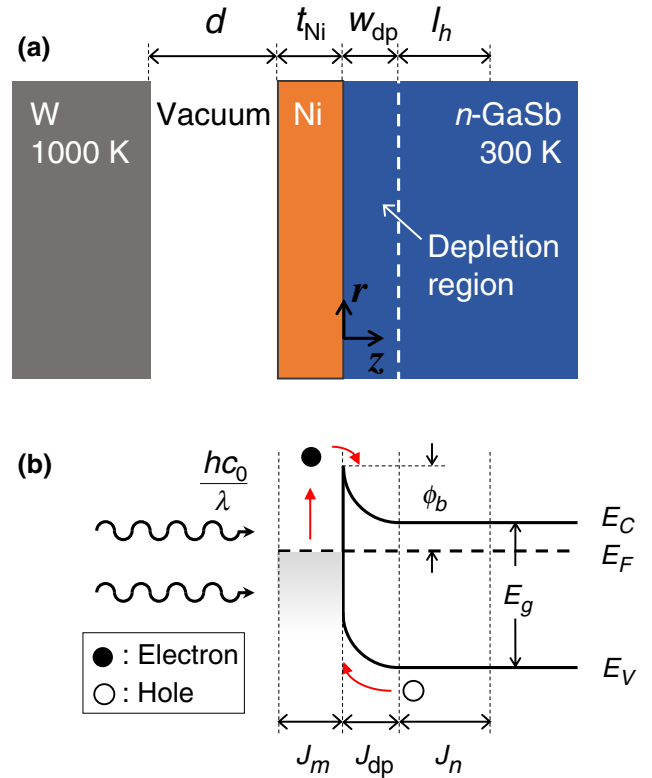 d t_Ni w_dp l_h
(a)
W
1000 K
Vacuum
Ni
n-GaSb
300 K
Depletion
region
r
z
(b)
hc_0/λ
ϕ_b
E_C
E_F
E_g
E_V
: Electron
: Hole
J_m J_dp J_n